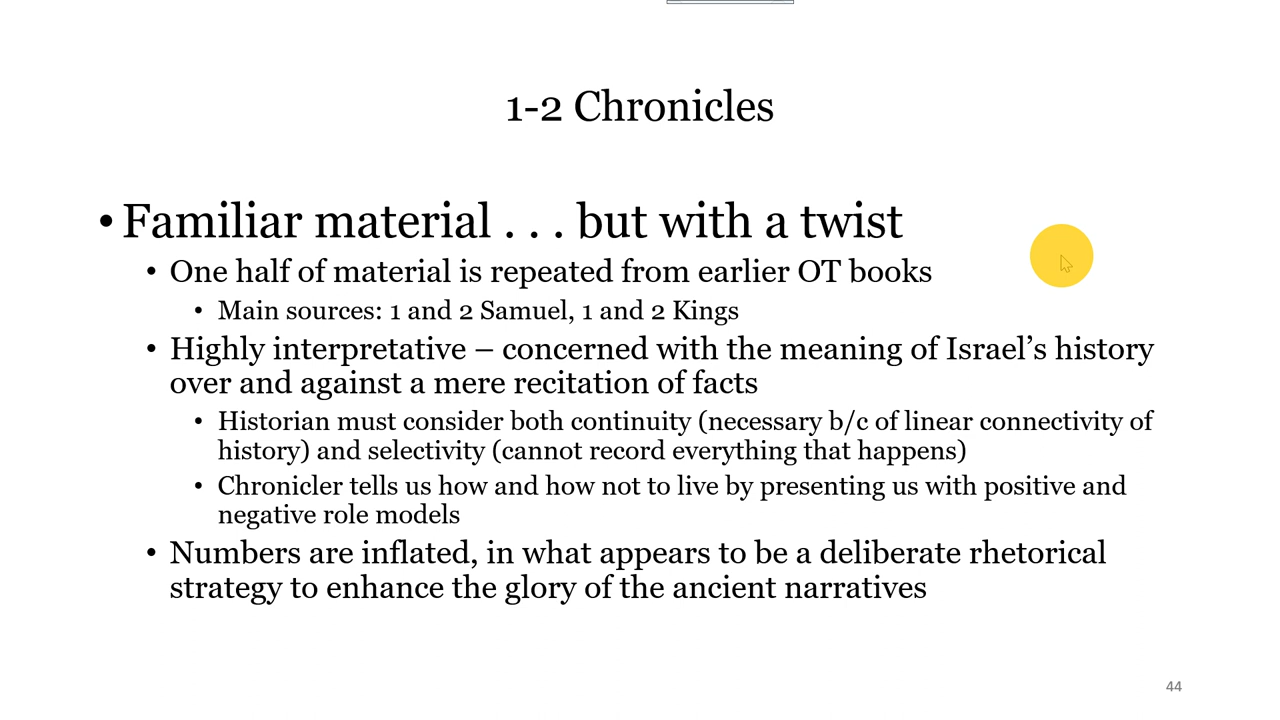 1-2 Chronicles
• Familiar material . . . but with a twist
• One half of material is repeated from earlier OT books
• Main sources: 1 and 2 Samuel, 1 and 2 Kings
• Highly interpretative – concerned with the meaning of Israel’s history
over and against a mere recitation of facts
• Historian must consider both continuity (necessary b/c of linear connectivity of
history) and selectivity (cannot record everything that happens)
• Chronicler tells us how and how not to live by presenting us with positive and
negative role models
• Numbers are inflated, in what appears to be a deliberate rhetorical
strategy to enhance the glory of the ancient narratives
44